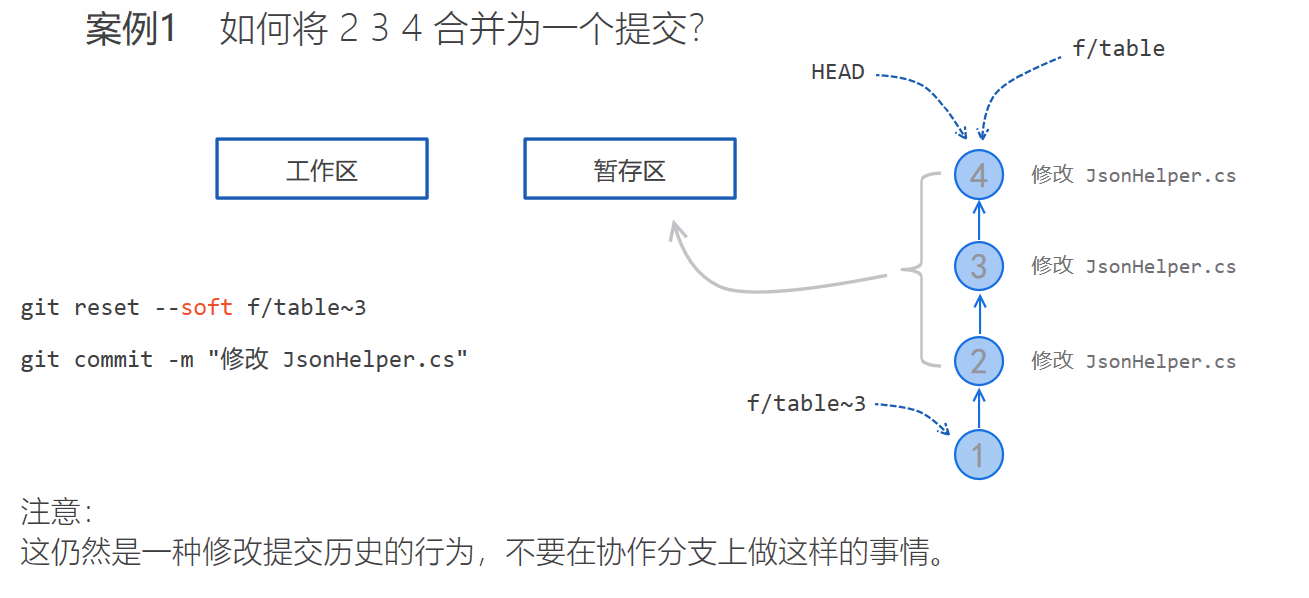 案例1 如何将 2 3 4 合并为一个提交？
f/table
HEAD
工作区
暂存区
4 修改 JsonHelper.cs
3 修改 JsonHelper.cs
git reset --soft f/table~3
git commit -m "修改 JsonHelper.cs"
2 修改 JsonHelper.cs
f/table~3
1
注意：
这仍然是一种修改提交历史的行为，不要在协作分支上做这样的事情。